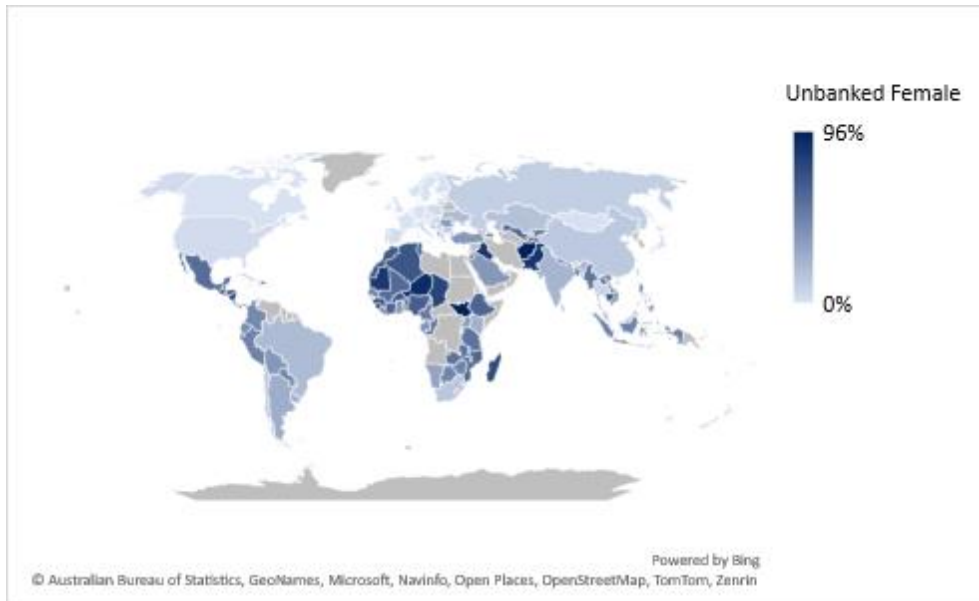 Unbanked Female
96%
0%
Powered by Bing
© Australian Bureau of Statistics, GeoNames, Microsoft, Navinfo, Open Places, OpenStreetMap, TomTom, Zenrin